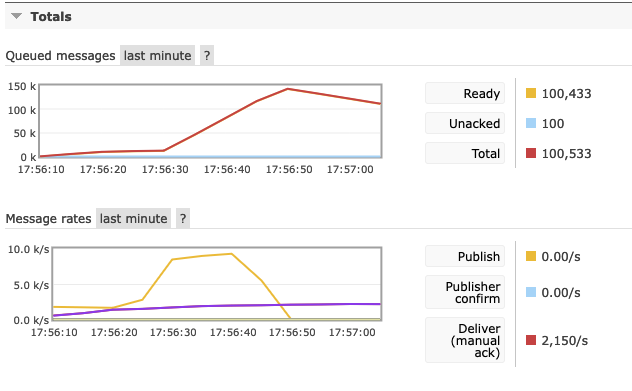 Totals
Queued messages last minute ?
150 k
100 k
50 k
0 k
17:56:10 17:56:20 17:56:30 17:56:40 17:56:50 17:57:00
Ready 100,433
Unacked 100
Total 100,533
Message rates last minute ?
10.0 k/s
5.0 k/s
0.0 k/s
17:56:10 17:56:20 17:56:30 17:56:40 17:56:50 17:57:00
Publish 0.00/s
Publisher
confirm 0.00/s
Deliver
(manual 2,150/s
ack)